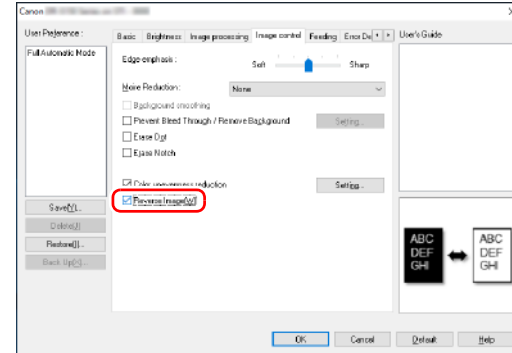 Canon
User Preference :
Full Automatic Mode
Save[Y]...
Delete[J]
Restore[I]...
Back Up[K]...
Basic Brightness Image processing Image control Feeding Error De
Edge emphasis :
Soft Sharp
Moire Reduction :
None
Background smoothing
Prevent Bleed Through / Remove Background
Setting...
Erase Dot
Erase Notch
Color unevenness reduction
Setting...
Reverse Image[W]
User's Guide
ABC
DEF
GHI
ABC
DEF
GHI
OK Cancel Default Help